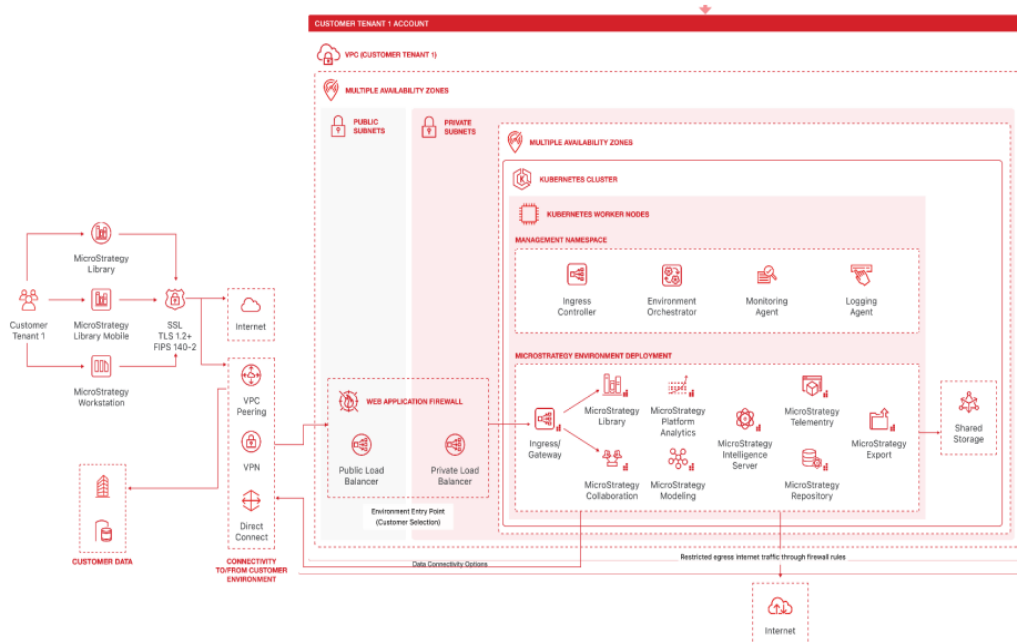 CUSTOMER TENANT 1 ACCOUNT
VPC (CUSTOMER TENANT 1)
MULTIPLE AVAILABILITY ZONES
PUBLIC
SUBNETS
PRIVATE
SUBNETS
MULTIPLE AVAILABILITY ZONES
KUBERNETES CLUSTER
KUBERNETES WORKER NODES
MANAGEMENT NAMESPACE
Ingress
Controller
Environment
Orchestrator
Monitoring
Agent
Logging
Agent
MICROSTRATEGY ENVIRONMENT DEPLOYMENT
Ingress/
Gateway
MicroStrategy
Library
MicroStrategy
Platform
Analytics
MicroStrategy
Collaboration
MicroStrategy
Modeling
MicroStrategy
Intelligence
Server
MicroStrategy
Telementry
MicroStrategy
Repository
MicroStrategy
Export
Shared
Storage
Customer
Tenant 1
MicroStrategy
Library
MicroStrategy
Library Mobile
MicroStrategy
Workstation
SSL
TLS 1.2+
FIPS 140-2
Internet
VPC
Peering
VPN
Direct
Connect
CONNECTIVITY
TO/FROM CUSTOMER
ENVIRONMENT
CUSTOMER DATA
WEB APPLICATION FIREWALL
Public Load
Balancer
Private Load
Balancer
Environment Entry Point
(Customer Selection)
Data Connectivity Options
Restricted egress internet traffic through firewall rules
Internet